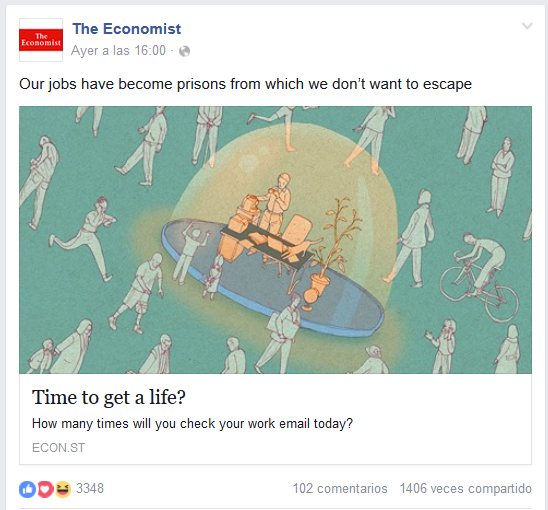 The
Economist
The Economist
Ayer a las 16:00 ·
Our jobs have become prisons from which we don't want to escape
Time to get a life?
How many times will you check your work email today?
ECON.ST
3348 102 comentarios 1406 veces compartido